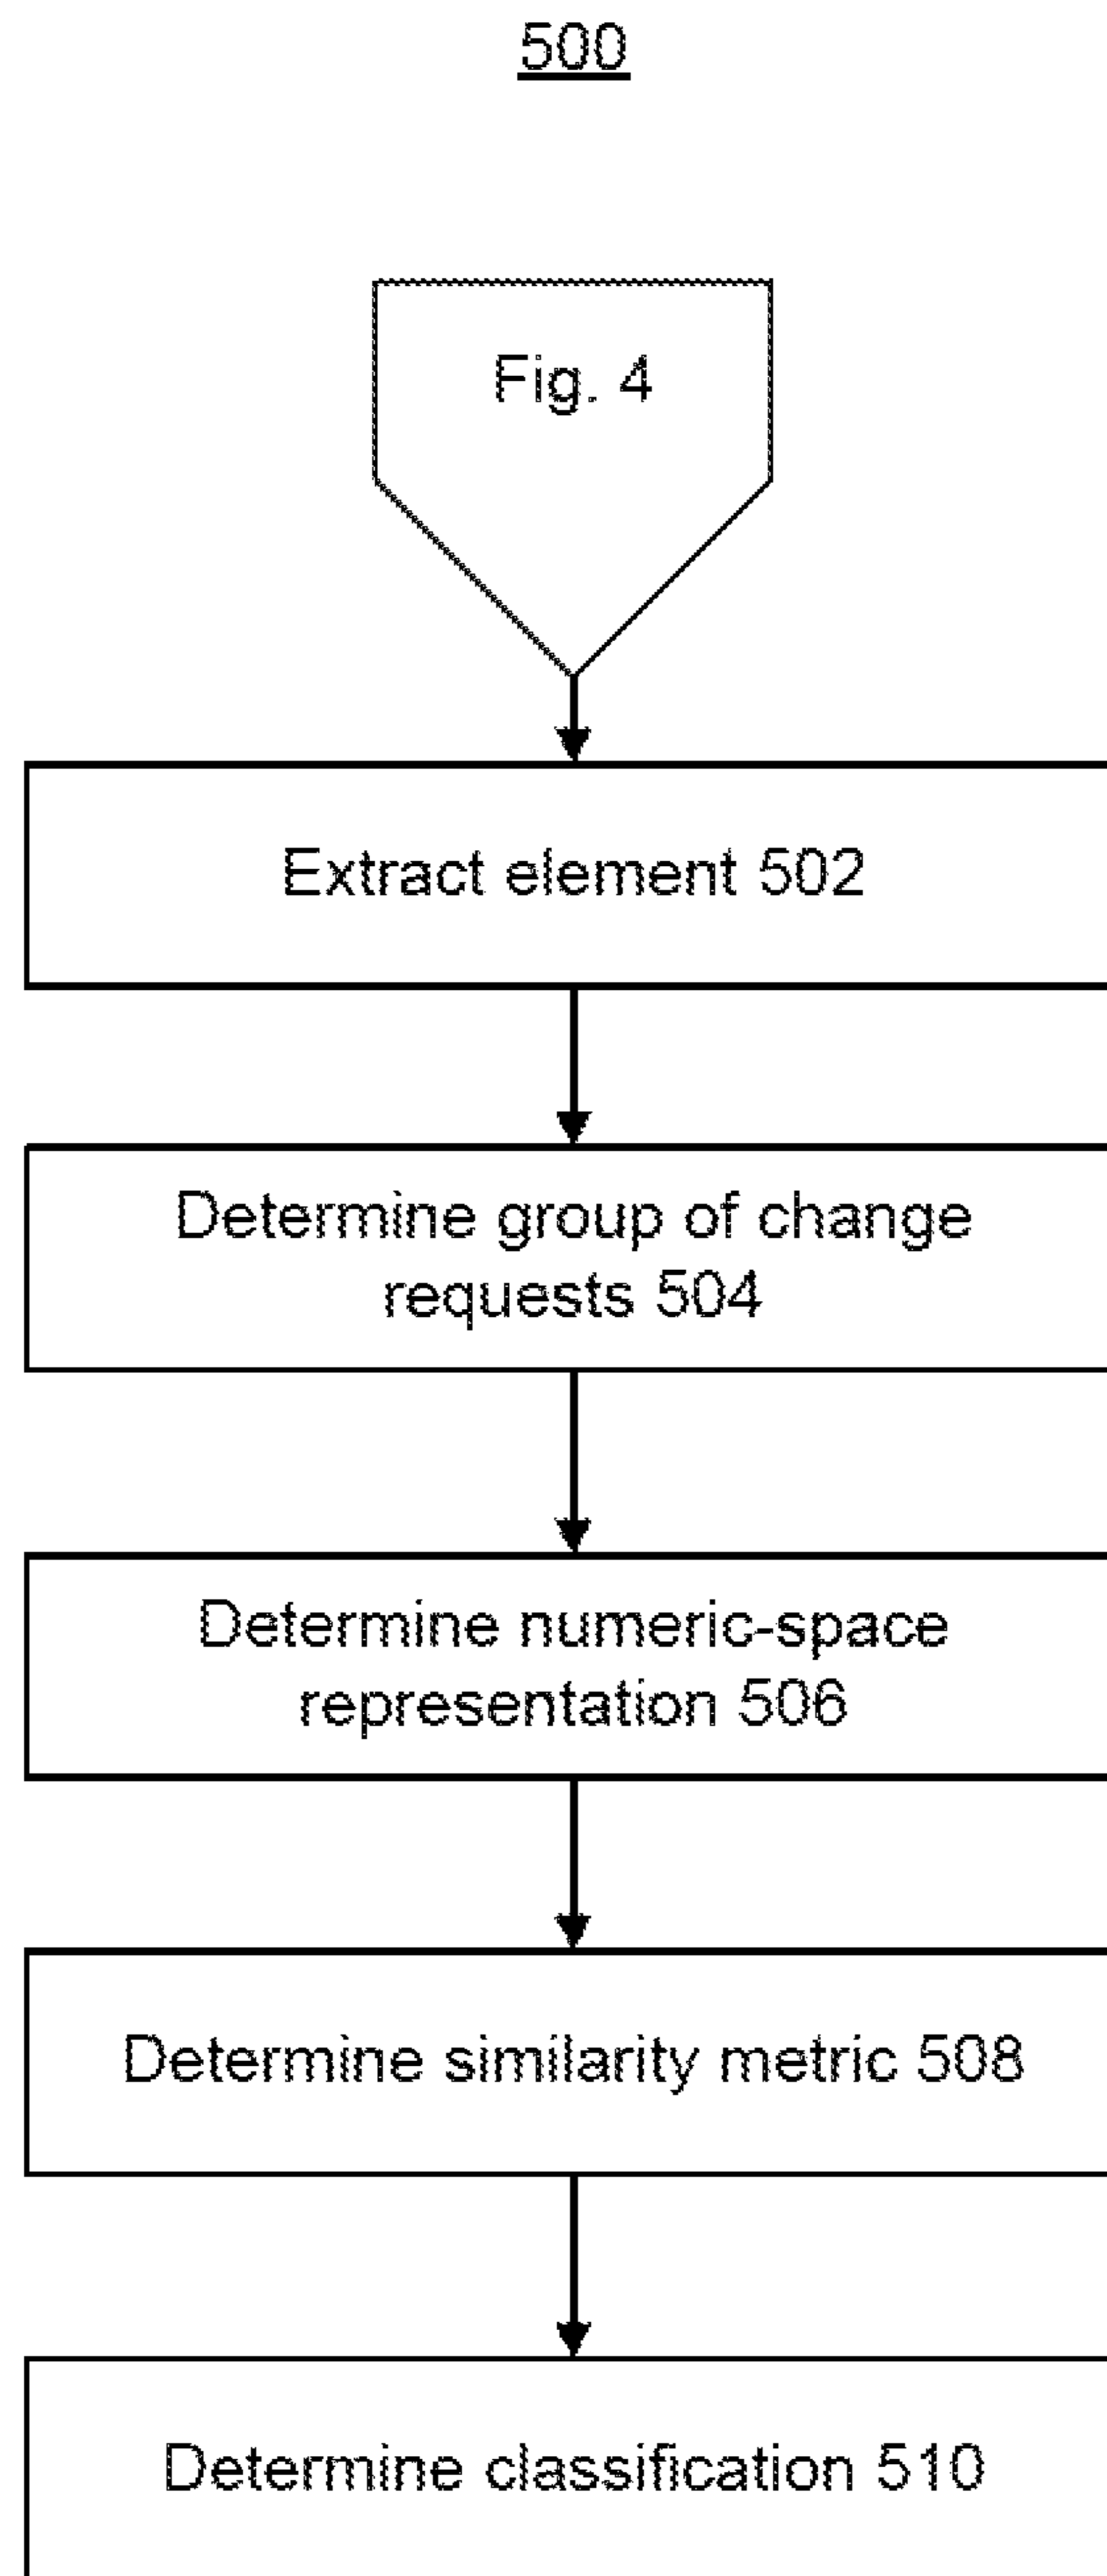 500
Fig. 4
Extract element 502
Determine group of change
requests 504
Determine numeric-space
representation 506
Determine similarity metric 508
Determine classification 510